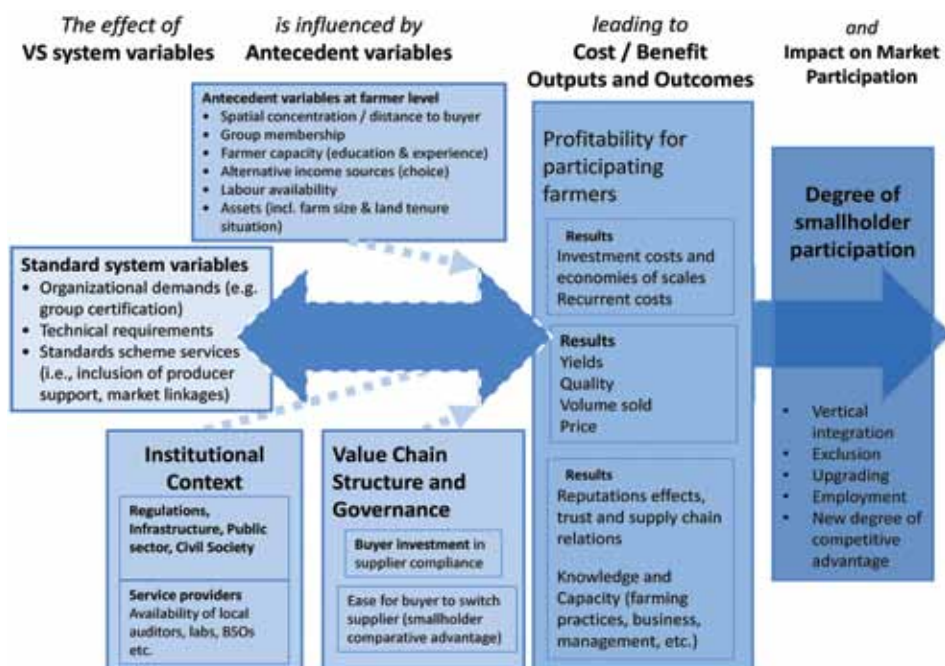 The effect of
VS system variables
is influenced by
Antecedent variables
leading to
Cost / Benefit
Outputs and Outcomes
and
Impact on Market
Participation
Antecedent variables at farmer level
• Spatial concentration / distance to buyer
• Group membership
• Farmer capacity (education & experience)
• Alternative income sources (choice)
• Labour availability
• Assets (incl. farm size & land tenure
situation)
Standard system variables
• Organizational demands (e.g.
group certification)
• Technical requirements
• Standards scheme services
(i.e., inclusion of producer
support, market linkages)
Institutional
Context
Regulations,
Infrastructure, Public
sector, Civil Society
Service providers
Availability of local
auditors, labs, BSOs
etc.
Value Chain
Structure and
Governance
Buyer investment in
supplier compliance
Ease for buyer to switch
supplier (smallholder
comparative advantage)
Profitability for
participating
farmers
Results
Investment costs and
economies of scales
Recurrent costs
Results
Yields
Quality
Volume sold
Price
Results
Reputations effects,
trust and supply chain
relations
Knowledge and
Capacity (farming
practices, business,
management, etc.)
Degree of
smallholder
participation
• Vertical
integration
• Exclusion
• Upgrading
• Employment
• New degree of
competitive
advantage